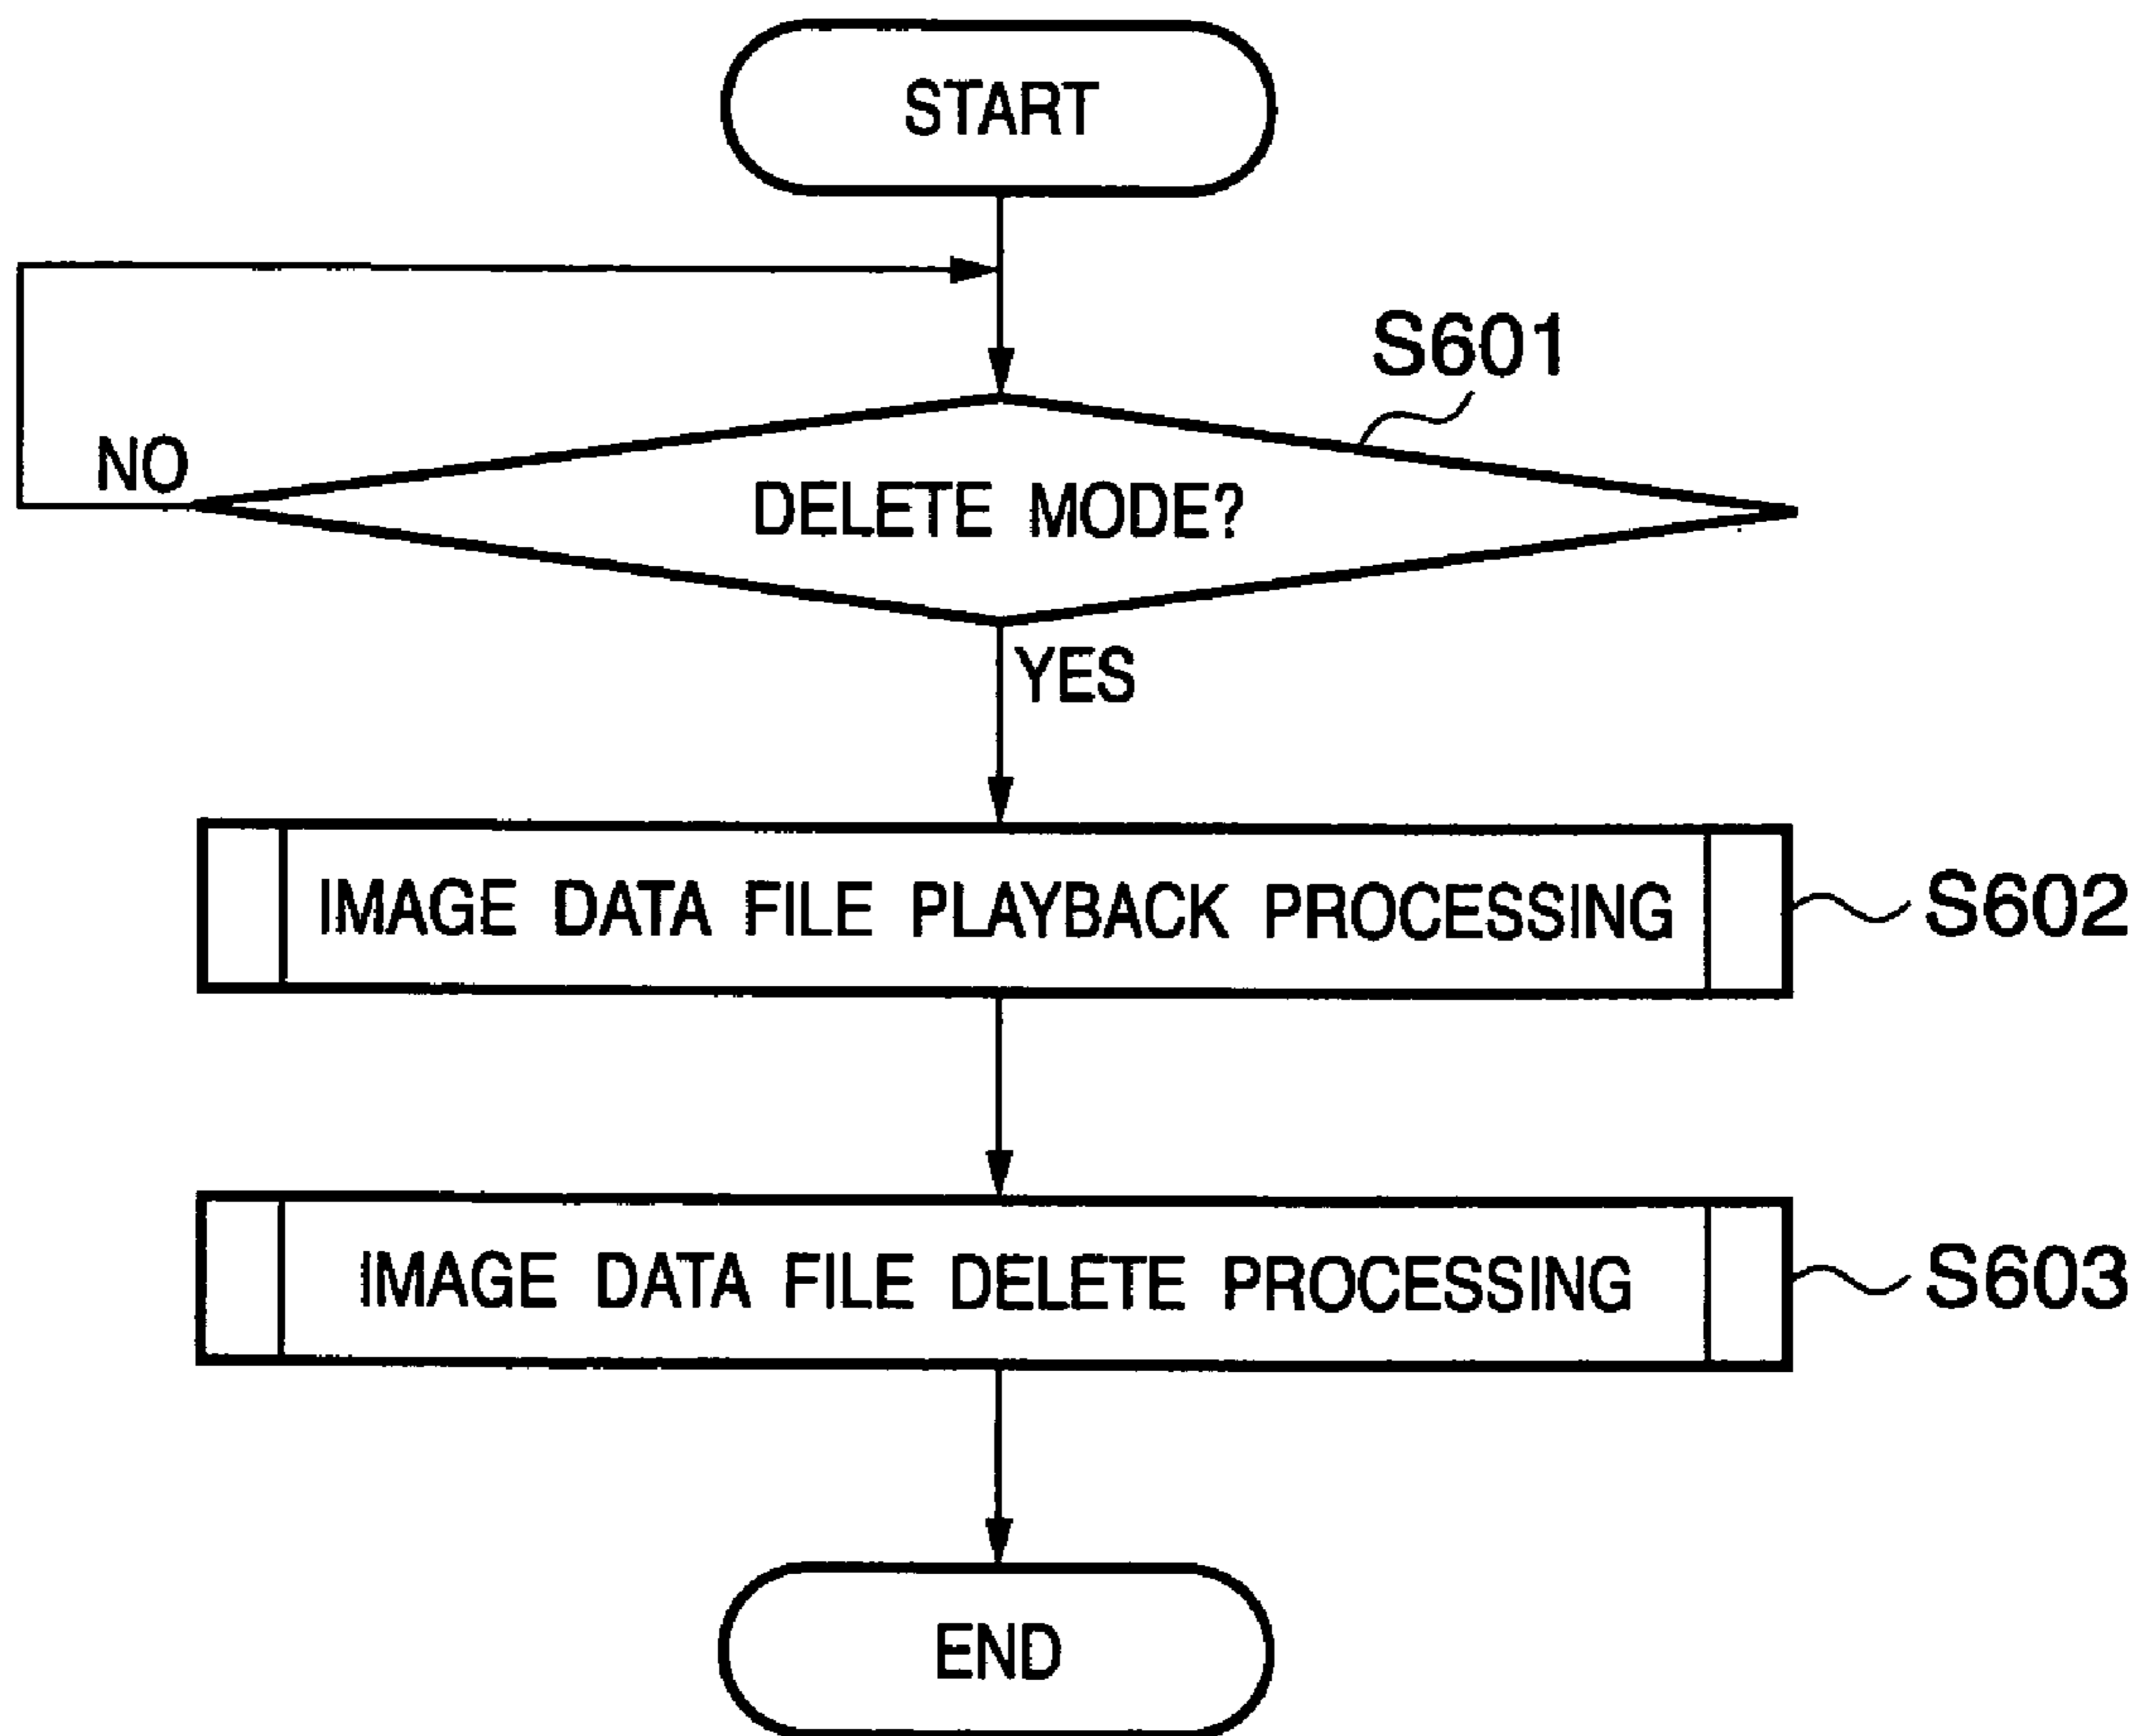 START
S601
NO
DELETE MODE?
YES
IMAGE DATA FILE PLAYBACK PROCESSING
S602
IMAGE DATA FILE DELETE PROCESSING
S603
END